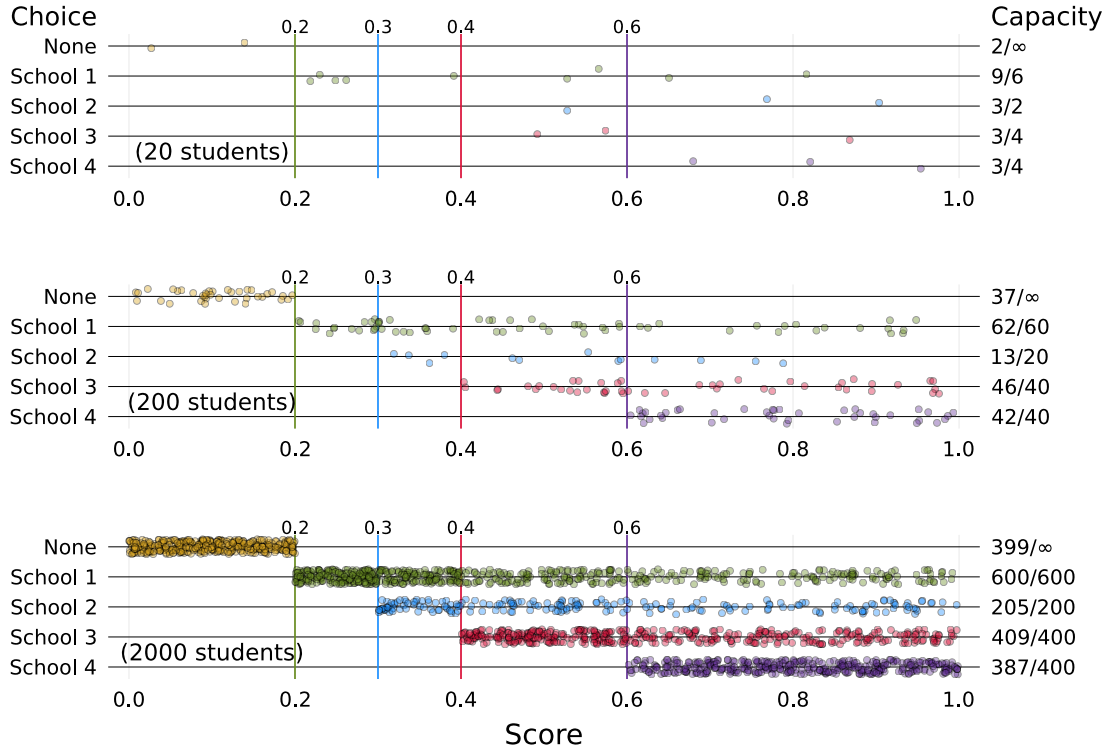 Choice Capacity
0.2 0.3 0.4 0.6
None 2/∞
School 1 9/6
School 2 3/2
School 3 3/4
(20 students)
School 4 3/4
0.0 0.2 0.4 0.6 0.8 1.0
0.2 0.3 0.4 0.6
None 37/∞
School 1 62/60
School 2 13/20
School 3 46/40
(200 students)
School 4 42/40
0.0 0.2 0.4 0.6 0.8 1.0
0.2 0.3 0.4 0.6
None 399/∞
School 1 600/600
School 2 205/200
School 3 409/400
(2000 students)
School 4 387/400
0.0 0.2 0.4 0.6 0.8 1.0
Score